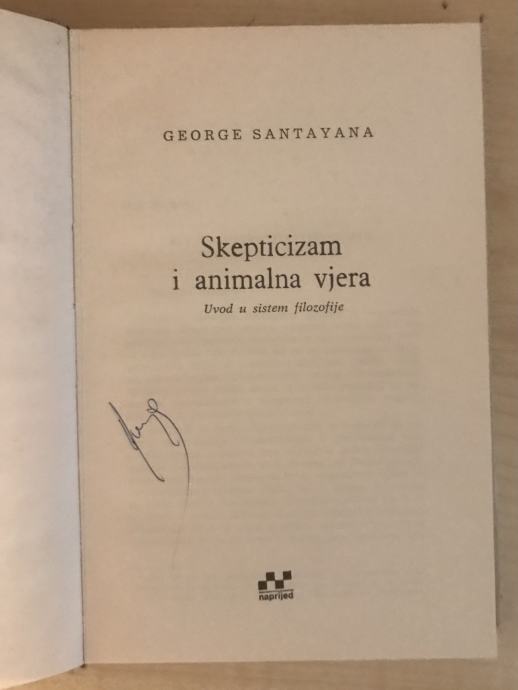 GEORGE SANTAYANA
Skepticizam
i animalna vjera
Uvod u sistem filozofije
naprijed